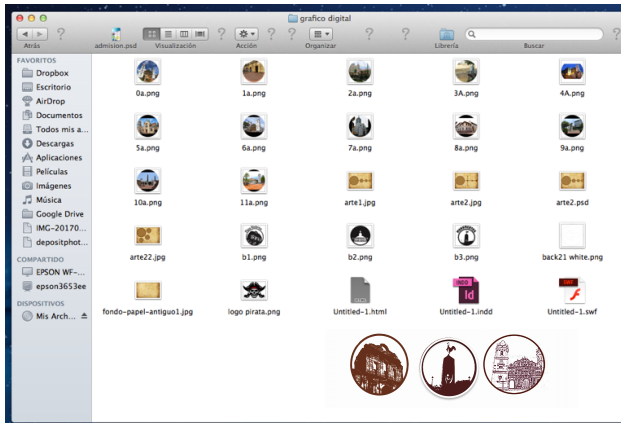 grafico digital
Atrás
admision.psd
Visualización
Acción
Organizar
Librería
Buscar
FAVORITOS
Dropbox
Escritorio
AirDrop
Documentos
Todos mis a...
Descargas
Aplicaciones
Películas
Imágenes
Música
Google Drive
IMG-20170...
depositphot...
COMPARTIDO
EPSON WF-...
epson3653ee
DISPOSITIVOS
Mis Arch...
0a.png 1a.png 2a.png 3A.png 4A.png
5a.png 6a.png 7a.png 8a.png 9a.png
10a.png 11a.png arte1.jpg arte2.jpg arte2.psd
arte22.jpg b1.png b2.png b3.png back21 white.png
HTML
INDD
Id
SWF
fondo-papel-antiguo1.jpg logo pirata.png Untitled-1.html Untitled-1.indd Untitled-1.swf